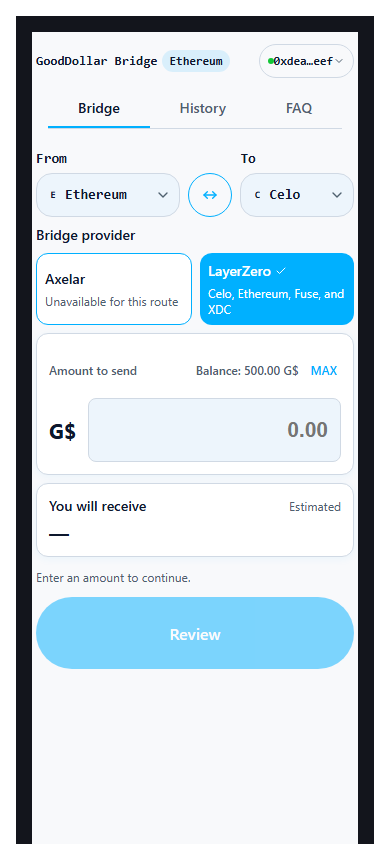 GoodDollar Bridge Ethereum 0xdea…eef
Bridge History FAQ
From To
E Ethereum C Celo
Bridge provider
Axelar
Unavailable for this route
LayerZero ✓
Celo, Ethereum, Fuse, and
XDC
Amount to send Balance: 500.00 G$ MAX
G$ 0.00
You will receive Estimated
—
Enter an amount to continue.
Review